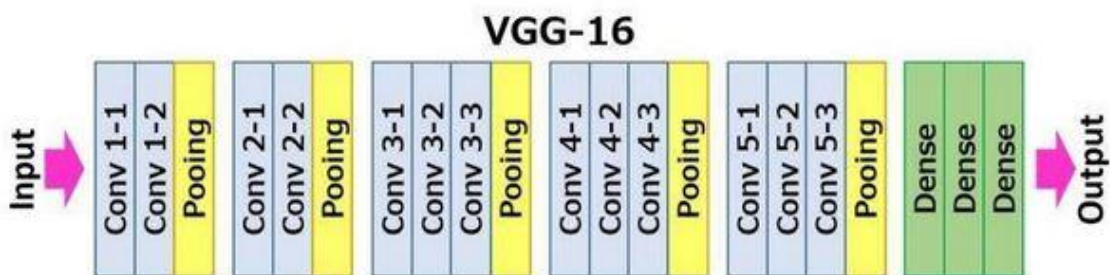 VGG-16
Input
Conv 1-1
Conv 1-2
Pooing
Conv 2-1
Conv 2-2
Pooing
Conv 3-1
Conv 3-2
Conv 3-3
Pooing
Conv 4-1
Conv 4-2
Conv 4-3
Pooing
Conv 5-1
Conv 5-2
Conv 5-3
Pooing
Dense
Dense
Dense
Output